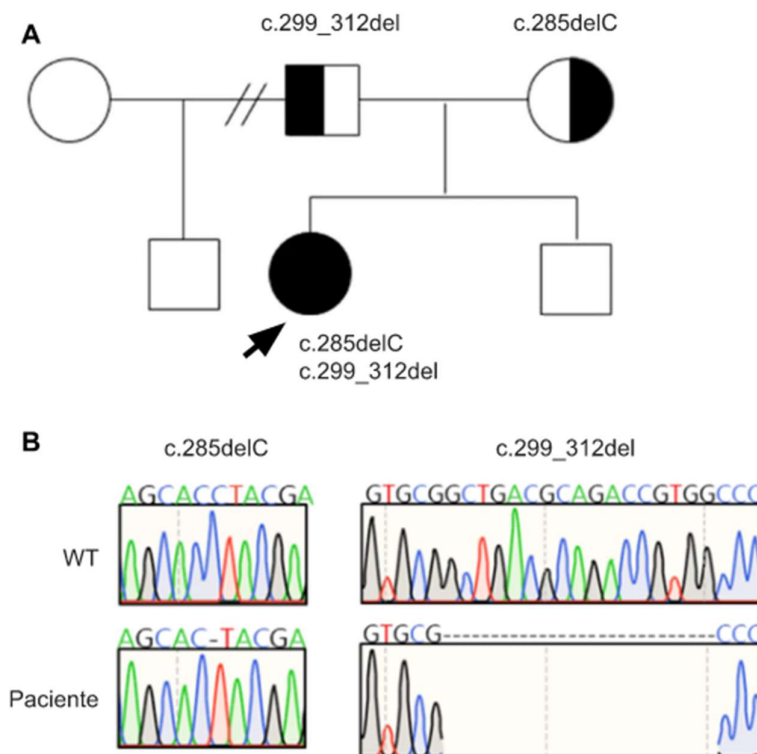 A
c.299_312del
c.285delC
c.285delC
c.299_312del
B
c.285delC
c.299_312del
AGCACCTACGA
GTGCGGCTGACGCAGACCGTGGCCC
WT
AGCAC-TACGA
GTGCG--------------------CCC
Paciente